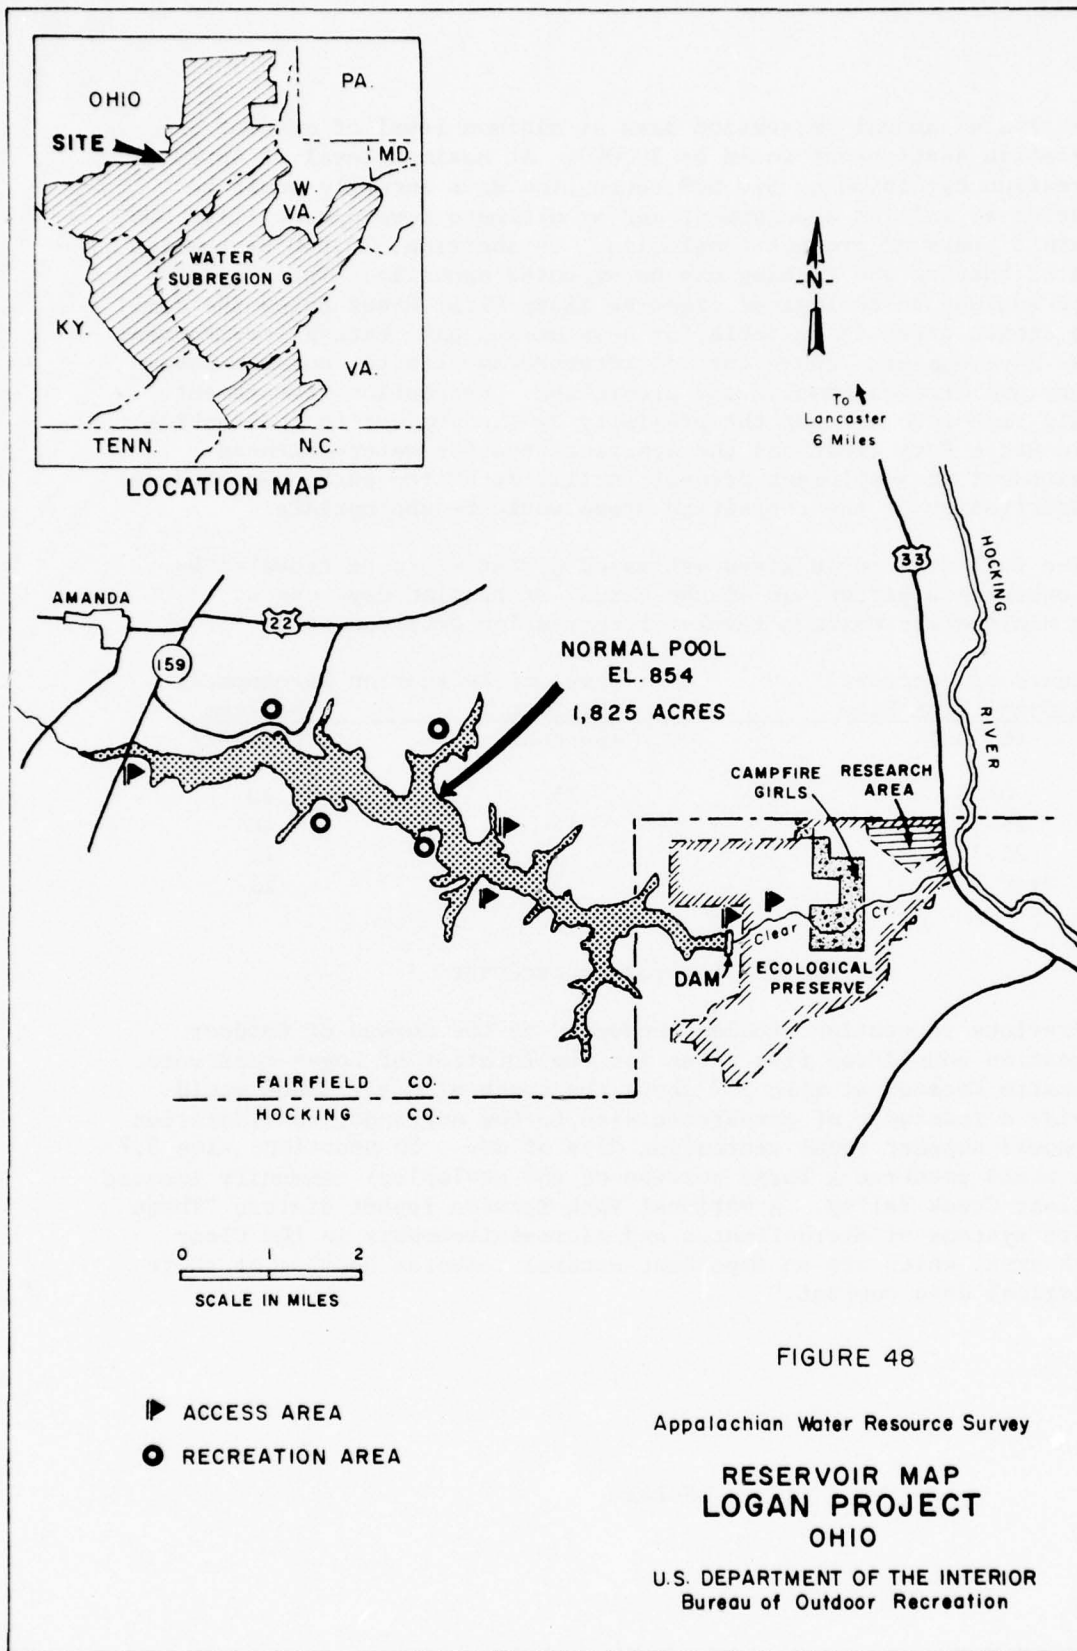 OHIO
PA.
SITE
MD.
W
VA.
WATER
SUBREGION G
KY.
VA.
TENN.
N.C.
LOCATION MAP
-N-
To
Lancaster
6 Miles
HOCKING
RIVER
33
AMANDA
22
159
NORMAL POOL
EL. 854
1,825 ACRES
CAMPFIRE
GIRLS
RESEARCH
AREA
Clear Cr.
DAM
ECOLOGICAL
PRESERVE
FAIRFIELD CO.
HOCKING CO.
0 1 2
SCALE IN MILES
ACCESS AREA
RECREATION AREA
FIGURE 48
Appalachian Water Resource Survey
RESERVOIR MAP
LOGAN PROJECT
OHIO
U.S. DEPARTMENT OF THE INTERIOR
Bureau of Outdoor Recreation